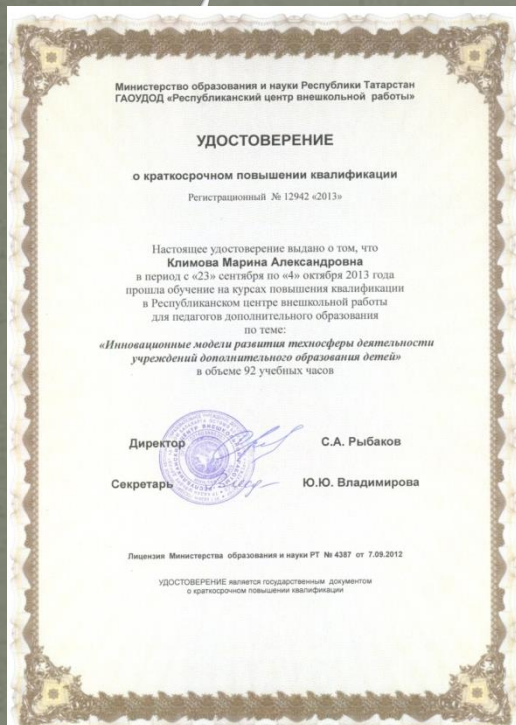 Министерство образования и науки Республики Татарстан
ГАОУДОД «Республиканский центр внешкольной работы»
УДОСТОВЕРЕНИЕ
о краткосрочном повышении квалификации
Регистрационный № 12942 «2013»
Настоящее удостоверение выдано о том, что
Климова Марина Александровна
в период с «23» сентября по «4» октября 2013 года
прошла обучение на курсах повышения квалификации
в Республиканском центре внешкольной работы
для педагогов дополнительного образования
по теме:
«Инновационные модели развития техносферы деятельности
учреждений дополнительного образования детей»
в объеме 92 учебных часов
Директор С.А. Рыбаков
Секретарь Ю.Ю. Владимирова
Лицензия Министерства образования и науки РТ № 4387 от 7.09.2012
УДОСТОВЕРЕНИЕ является государственным документом
о краткосрочном повышении квалификации